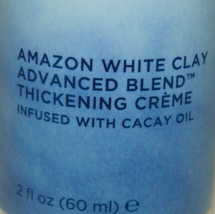 AMAZON WHITE CLAY
ADVANCED BLEND™
THICKENING CRÈME
INFUSED WITH CACAY OIL
2 fl oz (60 ml) ℮